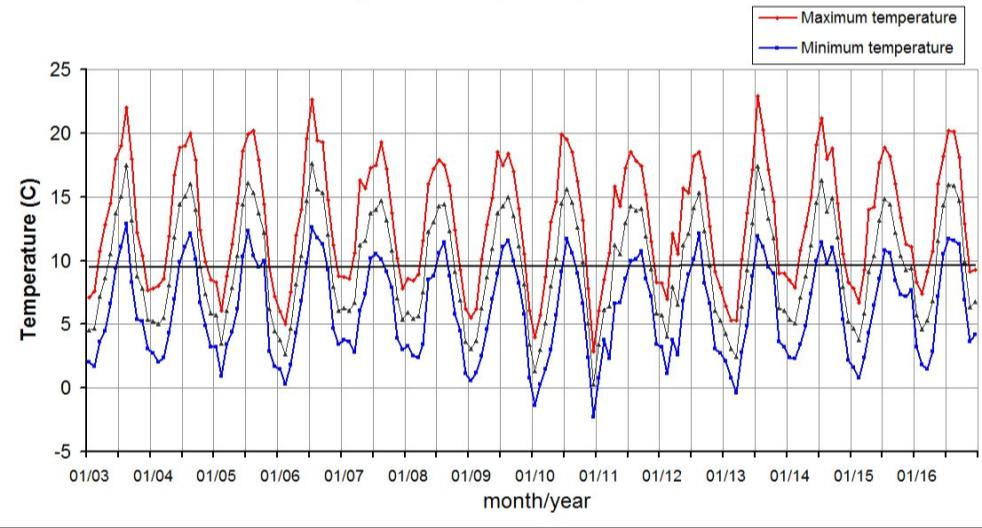 Maximum temperature
Minimum temperature
Temperature (C)
25
20
15
10
5
0
-5
01/03 01/04 01/05 01/06 01/07 01/08 01/09 01/10 01/11 01/12 01/13 01/14 01/15 01/16
month/year